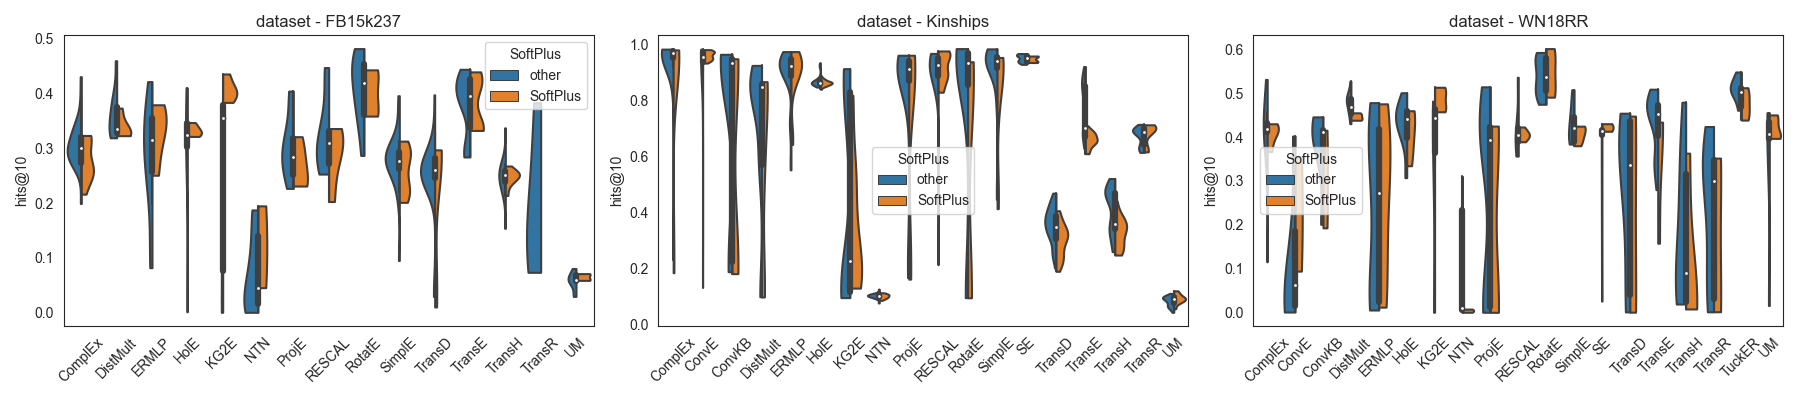 dataset - FB15k237
hits@10
0.5
0.4
0.3
0.2
0.1
0.0
SoftPlus
other
SoftPlus
ComplEx
DistMult
ERMLP
HolE
KG2E
NTN
ProjE
RESCAL
RotatE
SimplE
TransD
TransE
TransH
TransR
UM
dataset - Kinships
hits@10
1.0
0.8
0.6
0.4
0.2
0.0
SoftPlus
other
SoftPlus
ComplEx
ConvE
ConvKB
DistMult
ERMLP
HolE
KG2E
NTN
ProjE
RESCAL
RotatE
SimplE
SE
TransD
TransE
TransH
TransR
UM
dataset - WN18RR
hits@10
0.6
0.5
0.4
0.3
0.2
0.1
0.0
SoftPlus
other
SoftPlus
ComplEx
ConvE
ConvKB
DistMult
ERMLP
HolE
KG2E
NTN
ProjE
RESCAL
RotatE
SimplE
SE
TransD
TransE
TransH
TransR
TuckER
UM